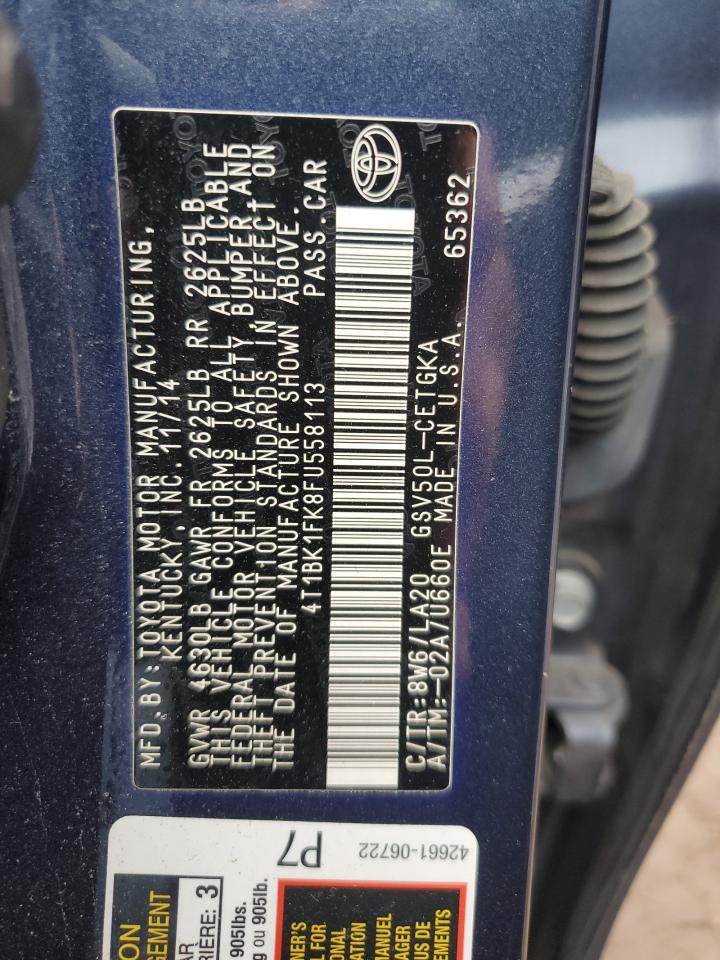 MFD. BY: TOYOTA MOTOR MANUFACTURING,
KENTUCKY, INC. 11/14
GVWR 4630LB GAWR FR 2625LB RR 2625LB
THIS VEHICLE CONFORMS TO ALL APPLICABLE
FEDERAL MOTOR VEHICLE SAFETY, BUMPER, AND
THEFT PREVENTION STANDARDS IN EFFECT ON
THE DATE OF MANUFACTURE SHOWN ABOVE.
4T1BK1FK8FU558113 PASS.CAR
C/TR: 8W6/LA20 GSV50L-CETGKA 65362
A/TM:-02A/U660E MADE IN U.S.A.
P7
42661-06722
3
905lbs.
ou 905lb.